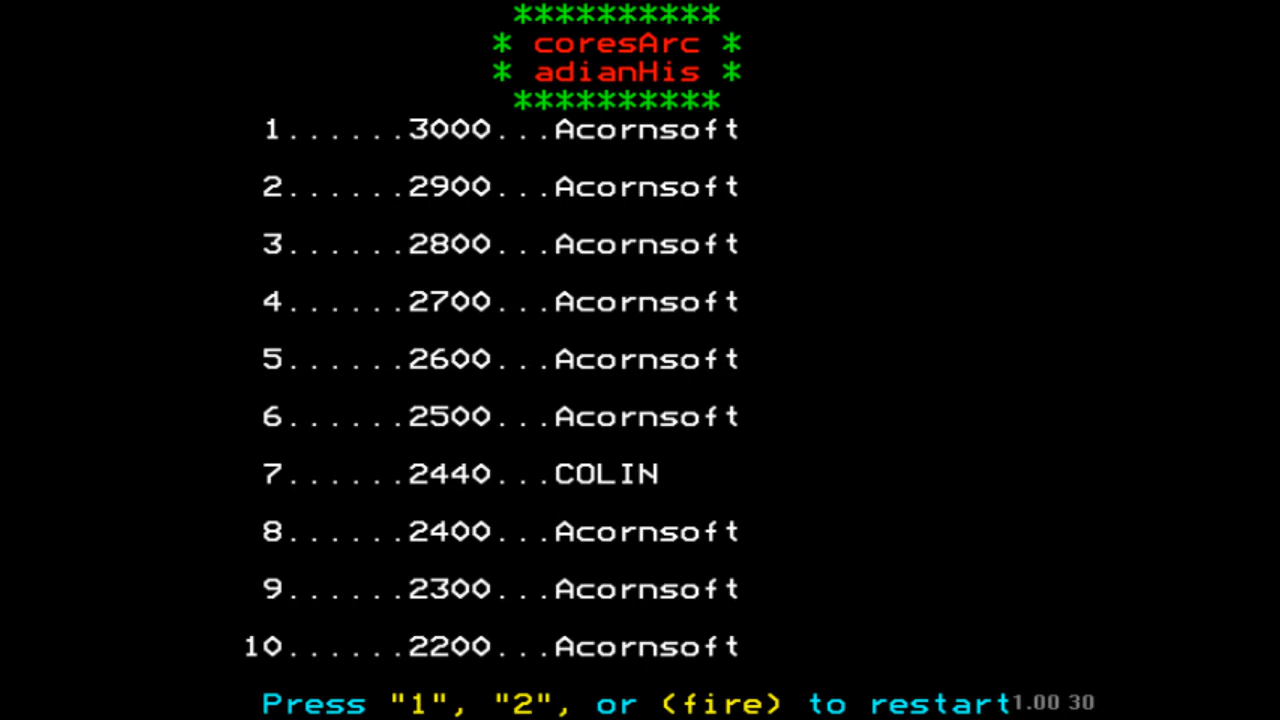 **********
* coresArc *
* adianHis *
**********
1......3000...Acornsoft
2......2900...Acornsoft
3......2800...Acornsoft
4......2700...Acornsoft
5......2600...Acornsoft
6......2500...Acornsoft
7......2440...COLIN
8......2400...Acornsoft
9......2300...Acornsoft
10......2200...Acornsoft
Press "1", "2", or (fire) to restart 1.00 30